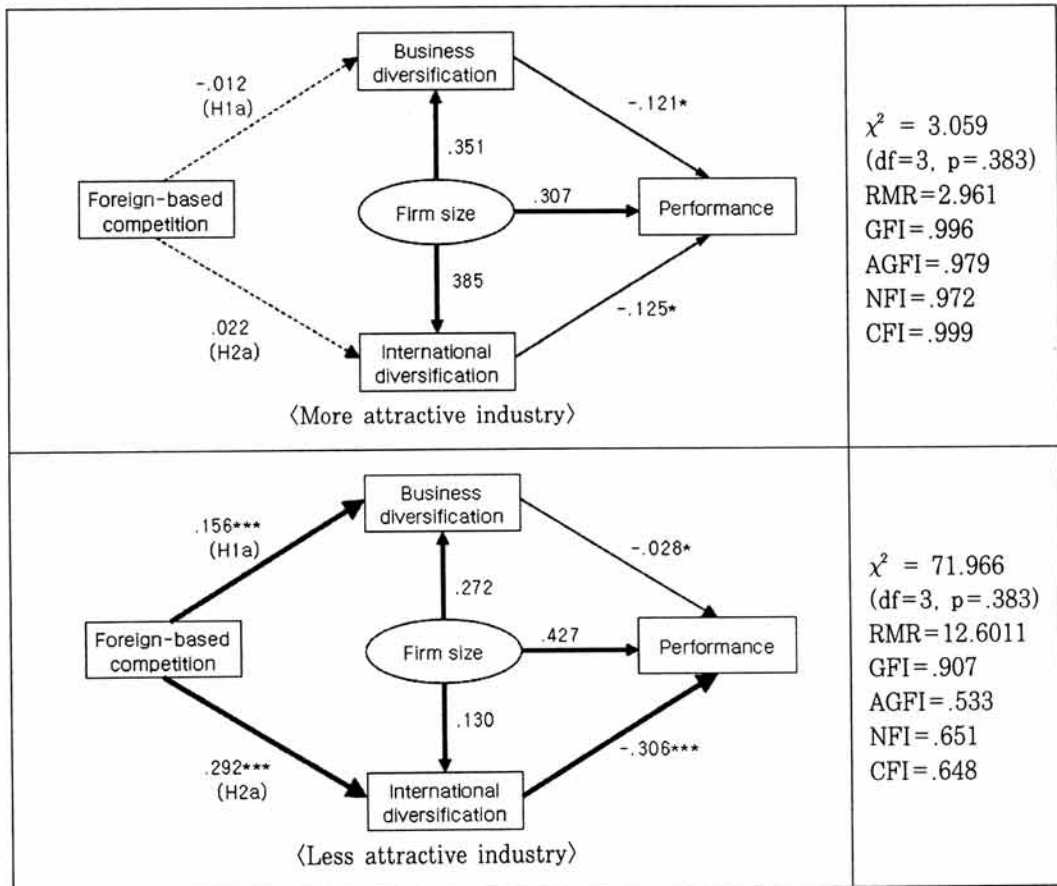 Business
diversification
-.012
(H1a)
-.121*
.351
Foreign-based
competition
Firm size
.307
Performance
385
.022
(H2a)
-.125*
International
diversification
〈More attractive industry〉
χ² = 3.059
(df=3, p=.383)
RMR=2.961
GFI=.996
AGFI=.979
NFI=.972
CFI=.999
Business
diversification
.156***
(H1a)
-.028*
.272
Foreign-based
competition
Firm size
.427
Performance
.130
.292***
(H2a)
-.306***
International
diversification
〈Less attractive industry〉
χ² = 71.966
(df=3, p=.383)
RMR=12.6011
GFI=.907
AGFI=.533
NFI=.651
CFI=.648